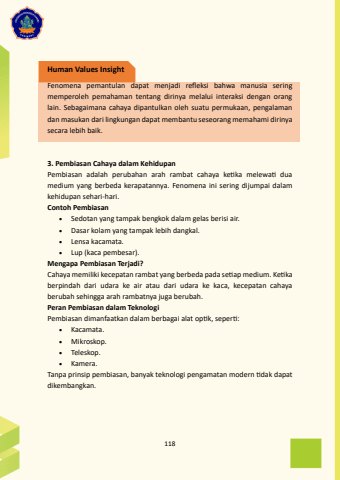 Human Values Insight
Fenomena pemantulan dapat menjadi refleksi bahwa manusia sering
memperoleh pemahaman tentang dirinya melalui interaksi dengan orang
lain. Sebagaimana cahaya dipantulkan oleh suatu permukaan, pengalaman
dan masukan dari lingkungan dapat membantu seseorang memahami dirinya
secara lebih baik.
3. Pembiasan Cahaya dalam Kehidupan
Pembiasan adalah perubahan arah rambat cahaya ketika melewati dua
medium yang berbeda kerapatannya. Fenomena ini sering dijumpai dalam
kehidupan sehari-hari.
Contoh Pembiasan
• Sedotan yang tampak bengkok dalam gelas berisi air.
• Dasar kolam yang tampak lebih dangkal.
• Lensa kacamata.
• Lup (kaca pembesar).
Mengapa Pembiasan Terjadi?
Cahaya memiliki kecepatan rambat yang berbeda pada setiap medium. Ketika
berpindah dari udara ke air atau dari udara ke kaca, kecepatan cahaya
berubah sehingga arah rambatnya juga berubah.
Peran Pembiasan dalam Teknologi
Pembiasan dimanfaatkan dalam berbagai alat optik, seperti:
• Kacamata.
• Mikroskop.
• Teleskop.
• Kamera.
Tanpa prinsip pembiasan, banyak teknologi pengamatan modern tidak dapat
dikembangkan.
118